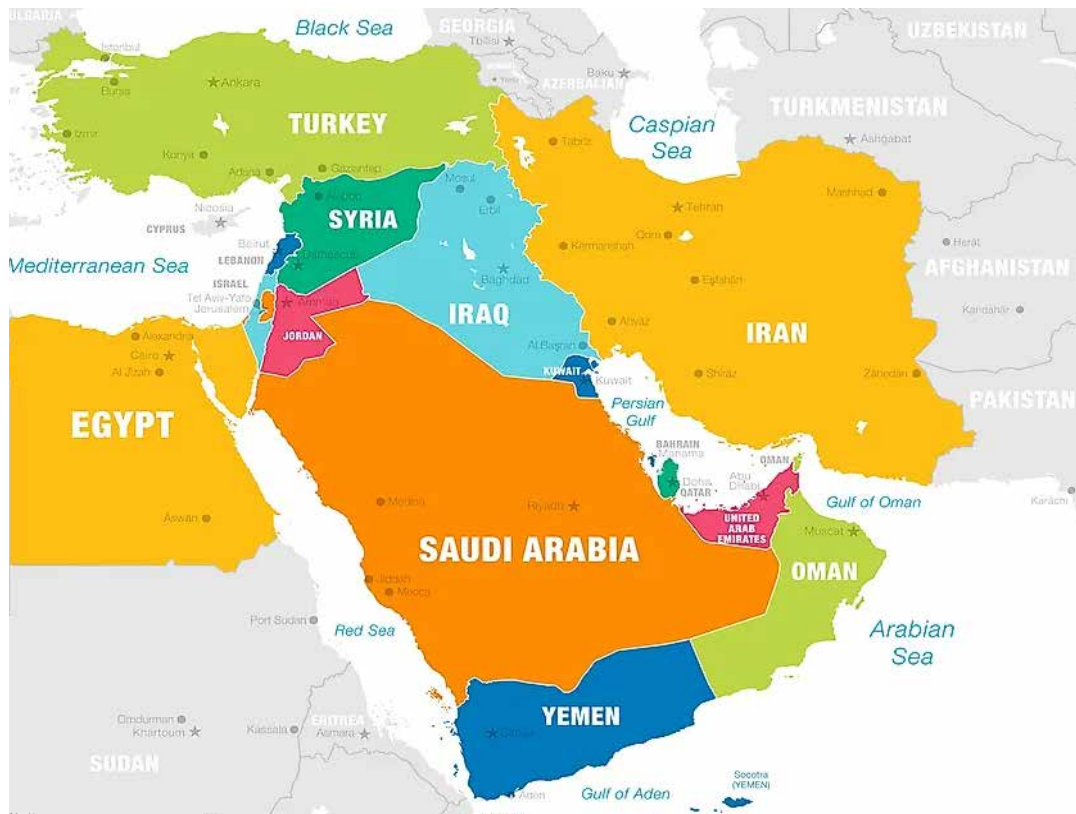 BULGARIA
Black Sea
GEORGIA
Tbilisi
UZBEKISTAN
Istanbul
Bursa
Ankara
AZERBAIJAN
Baku
TURKMENISTAN
Ashgabat
TURKEY
Caspian
Sea
Izmir
Konya
Adana
Gaziantep
Tabriz
Mosul
Erbil
Aleppo
Mashhad
Tehran
Qom
Nicosia
CYPRUS
SYRIA
Beirut
LEBANON
Damascus
Kermanshah
Herāt
AFGHANISTAN
Mediterranean Sea
ISRAEL
Tel Aviv-Yafo
Jerusalem
Amman
Baghdad
Eşfahān
Kandahār
IRAQ
JORDAN
Ahvaz
IRAN
Alexandria
Cairo
Al Jizah
Al Başrah
KUWAIT
Kuwait
Shiraz
Zahedan
PAKISTAN
EGYPT
Persian
Gulf
BAHRAIN
Manama
OMAN
Doha
QATAR
Abu
Dhabi
Karachi
Gulf of Oman
Aswan
Medina
Riyadh
UNITED
ARAB
EMIRATES
Muscat
SAUDI ARABIA
OMAN
Jiddah
Mecca
Port Sudan
Red Sea
Arabian
Sea
Omdurman
Khartoum
Kassala
ERITREA
Asmara
YEMEN
SUDAN
Socotra
(YEMEN)
Aden
Gulf of Aden